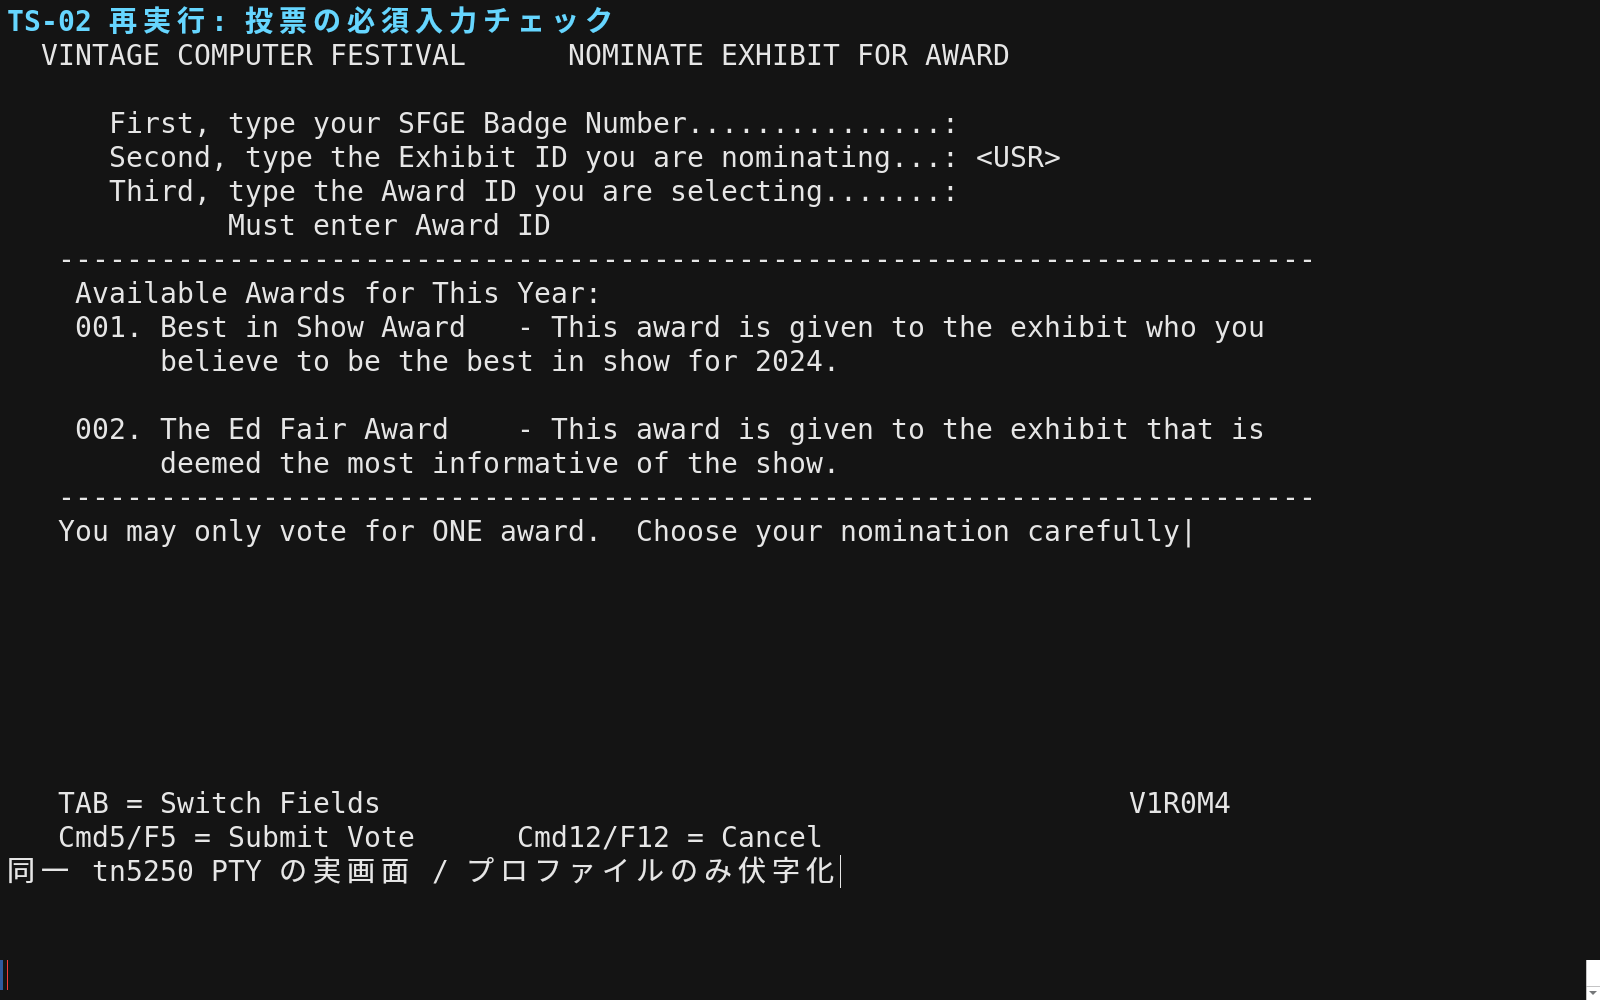 TS-02 再実行: 投票の必須入力チェック
VINTAGE COMPUTER FESTIVAL      NOMINATE EXHIBIT FOR AWARD
First, type your SFGE Badge Number...............:
Second, type the Exhibit ID you are nominating...: <USR>
Third, type the Award ID you are selecting.......:
Must enter Award ID
--------------------------------------------------------------------------
Available Awards for This Year:
001. Best in Show Award   - This award is given to the exhibit who you
believe to be the best in show for 2024.
002. The Ed Fair Award    - This award is given to the exhibit that is
deemed the most informative of the show.
--------------------------------------------------------------------------
You may only vote for ONE award.  Choose your nomination carefully|
TAB = Switch Fields                                            V1R0M4
Cmd5/F5 = Submit Vote      Cmd12/F12 = Cancel
同一 tn5250 PTY の実画面 / プロファイルのみ伏字化